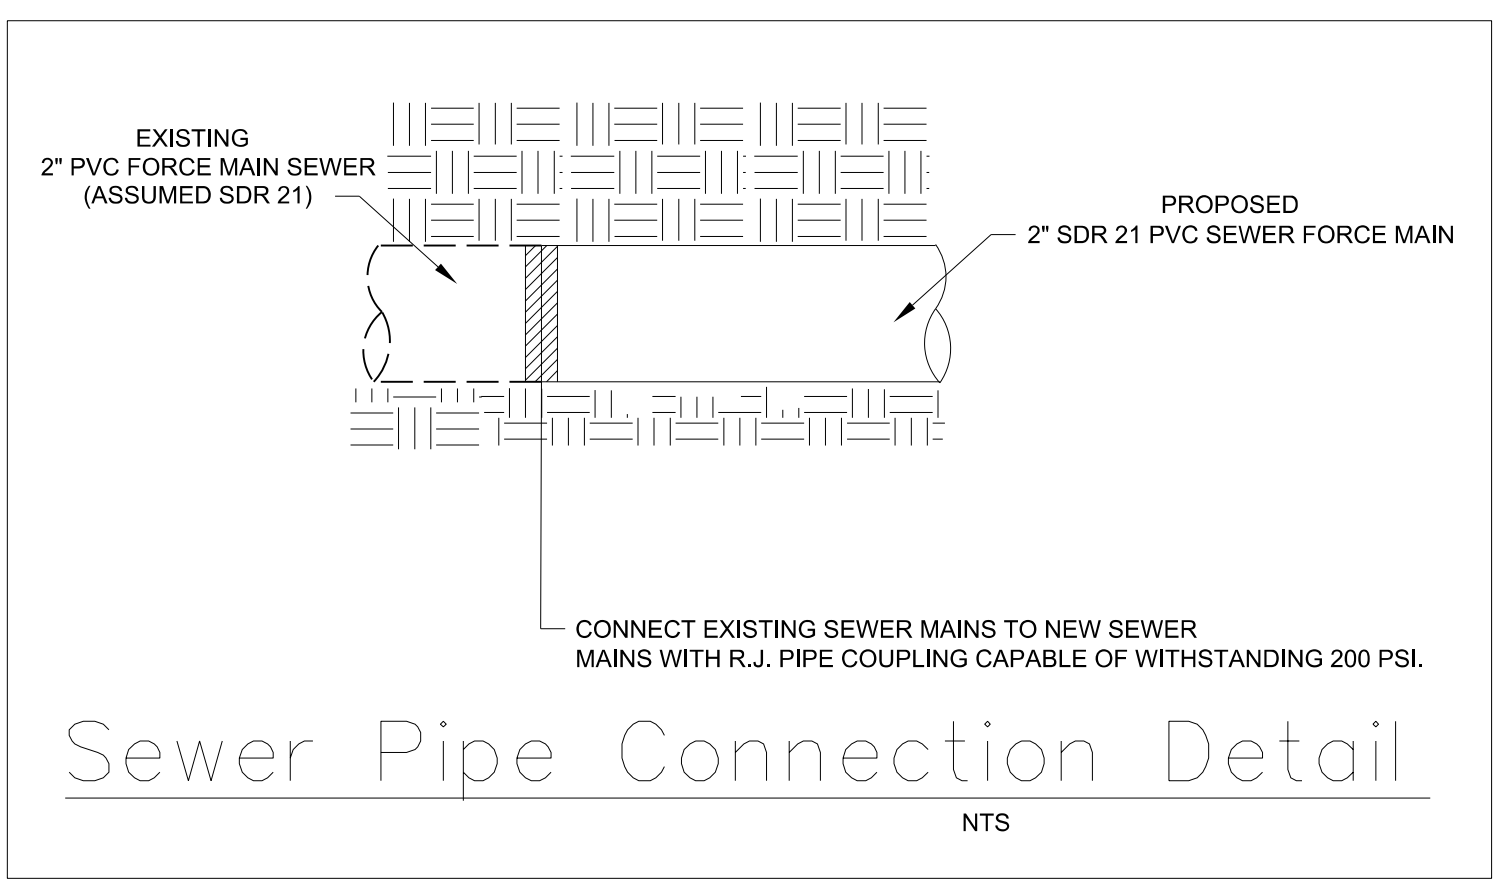 EXISTING
2" PVC FORCE MAIN SEWER
(ASSUMED SDR 21)
PROPOSED
2" SDR 21 PVC SEWER FORCE MAIN
CONNECT EXISTING SEWER MAINS TO NEW SEWER
MAINS WITH R.J. PIPE COUPLING CAPABLE OF WITHSTANDING 200 PSI.
Sewer Pipe Connection Detail
NTS